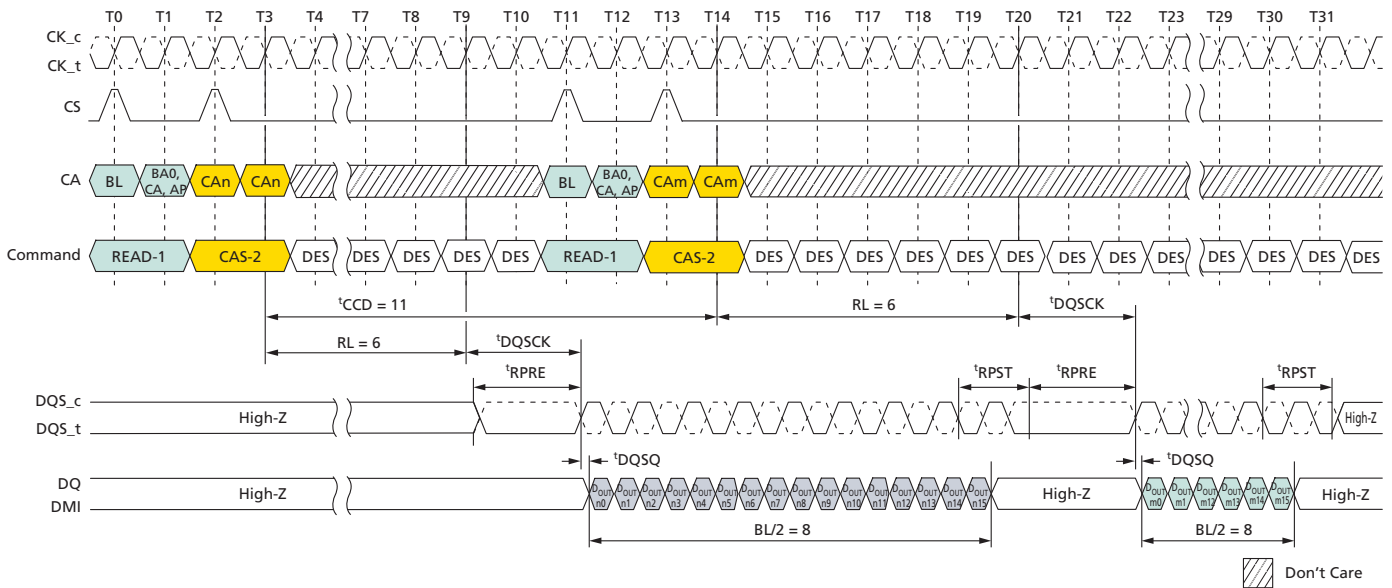 T0 T1 T2 T3 T4 T7 T8 T9 T10 T11 T12 T13 T14 T15 T16 T17 T18 T19 T20 T21 T22 T23 T29 T30 T31
CK_c
CK_t
CS
CA BL BA0, CA, AP CAn CAn BL BA0, CA, AP CAm CAm
Command READ-1 CAS-2 DES DES DES DES DES READ-1 CAS-2 DES DES DES DES DES DES DES DES DES DES DES DES
tCCD = 11 RL = 6 tDQSCK
RL = 6 tDQSCK
tRPRE tRPST tRPRE tRPST
DQS_c
DQS_t
High-Z High-Z
tDQSQ tDQSQ
DQ
DMI
High-Z DOUT n0 DOUT n1 DOUT n2 DOUT n3 DOUT n4 DOUT n5 DOUT n6 DOUT n7 DOUT n8 DOUT n9 DOUT n10 DOUT n11 DOUT n12 DOUT n13 DOUT n14 DOUT n15 High-Z DOUT m0 DOUT m1 DOUT m12 DOUT m13 DOUT m14 DOUT m15 High-Z
BL/2 = 8 BL/2 = 8
Don't Care